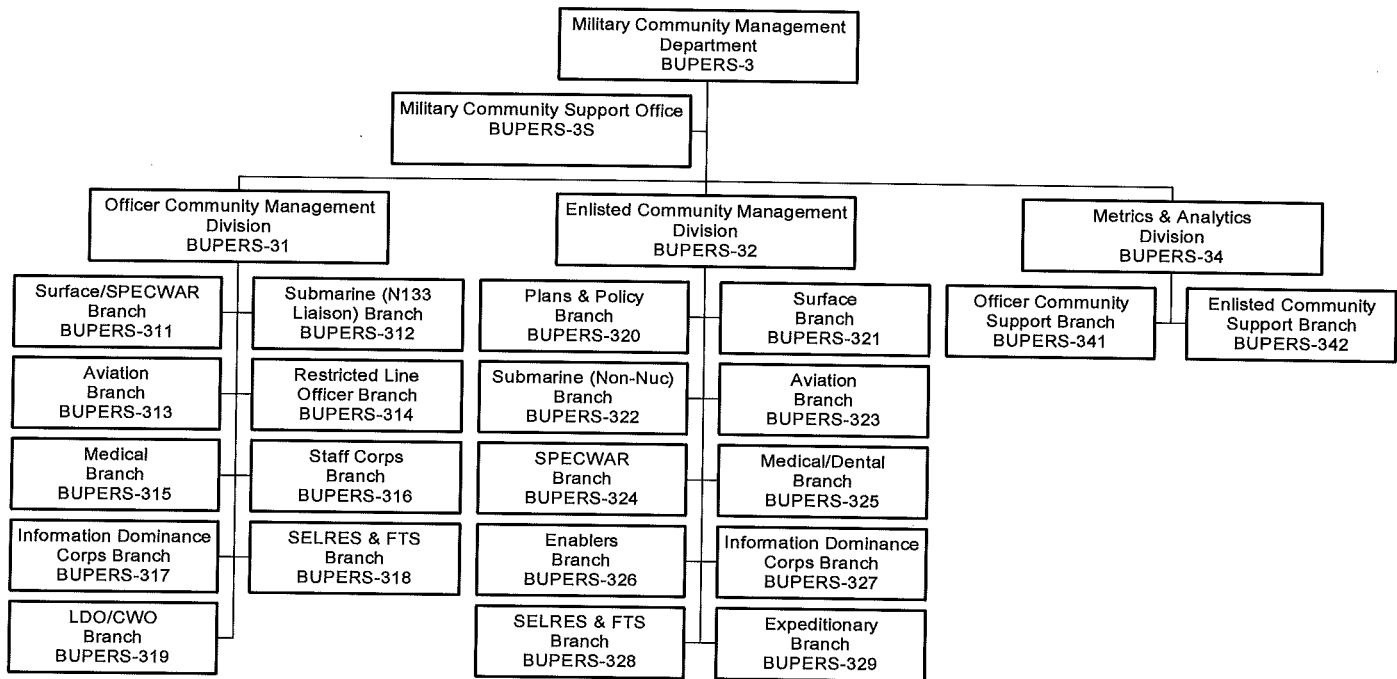 Military Community Management
Department
BUPERS-3
Military Community Support Office
BUPERS-3S
Officer Community Management
Division
BUPERS-31
Enlisted Community Management
Division
BUPERS-32
Metrics & Analytics
Division
BUPERS-34
Surface/SPECWAR
Branch
BUPERS-311
Submarine (N133
Liaison) Branch
BUPERS-312
Aviation
Branch
BUPERS-313
Restricted Line
Officer Branch
BUPERS-314
Medical
Branch
BUPERS-315
Staff Corps
Branch
BUPERS-316
Information Dominance
Corps Branch
BUPERS-317
SELRES & FTS
Branch
BUPERS-318
LDO/CWO
Branch
BUPERS-319
Plans & Policy
Branch
BUPERS-320
Surface
Branch
BUPERS-321
Submarine (Non-Nuc)
Branch
BUPERS-322
Aviation
Branch
BUPERS-323
SPECWAR
Branch
BUPERS-324
Medical/Dental
Branch
BUPERS-325
Enablers
Branch
BUPERS-326
Information Dominance
Corps Branch
BUPERS-327
SELRES & FTS
Branch
BUPERS-328
Expeditionary
Branch
BUPERS-329
Officer Community
Support Branch
BUPERS-341
Enlisted Community
Support Branch
BUPERS-342